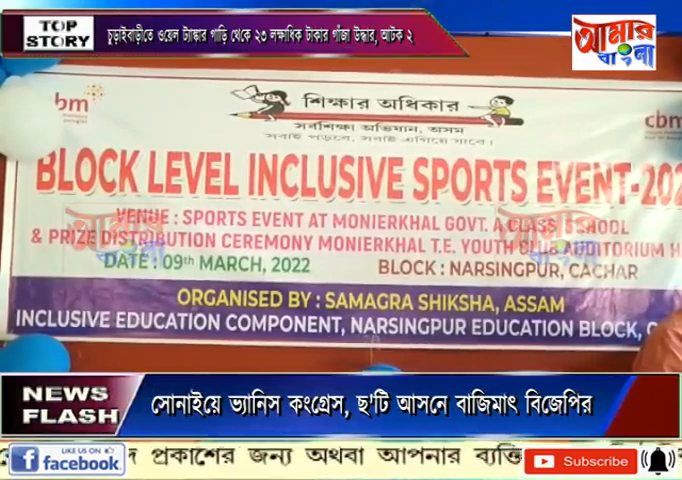 TOP STORY
চুড়াইবাড়ীতে ওয়েল ট্যাঙ্কার গাড়ি থেকে ২৩ লক্ষাধিক টাকার গাঁজা উদ্ধার, আটক ২
আমার বাংলা
bm
শিক্ষার অধিকার
সর্বশিক্ষা অভিযান, অসম
সবাই পড়বে, সবাই এগিয়ে যাবে।
cbm
BLOCK LEVEL INCLUSIVE SPORTS EVENT-202
VENUE : SPORTS EVENT AT MONIERKHAL GOVT. A CLASS SCHOOL
& PRIZE DISTRIBUTION CEREMONY MONIERKHAL T.E. YOUTH CLUB AUDITORIUM H
আমার বাংলা আমার বাংলা
DATE : 09th MARCH, 2022 BLOCK : NARSINGPUR, CACHAR
ORGANISED BY : SAMAGRA SHIKSHA, ASSAM
INCLUSIVE EDUCATION COMPONENT, NARSINGPUR EDUCATION BLOCK, C
NEWS FLASH
সোনাইয়ে ভ্যানিস কংগ্রেস, ছ'টি আসনে বাজিমাৎ বিজেপির
LIKE US ON
facebook
প্রকাশের জন্য অথবা আপনার ব্যক্তি
Subscribe